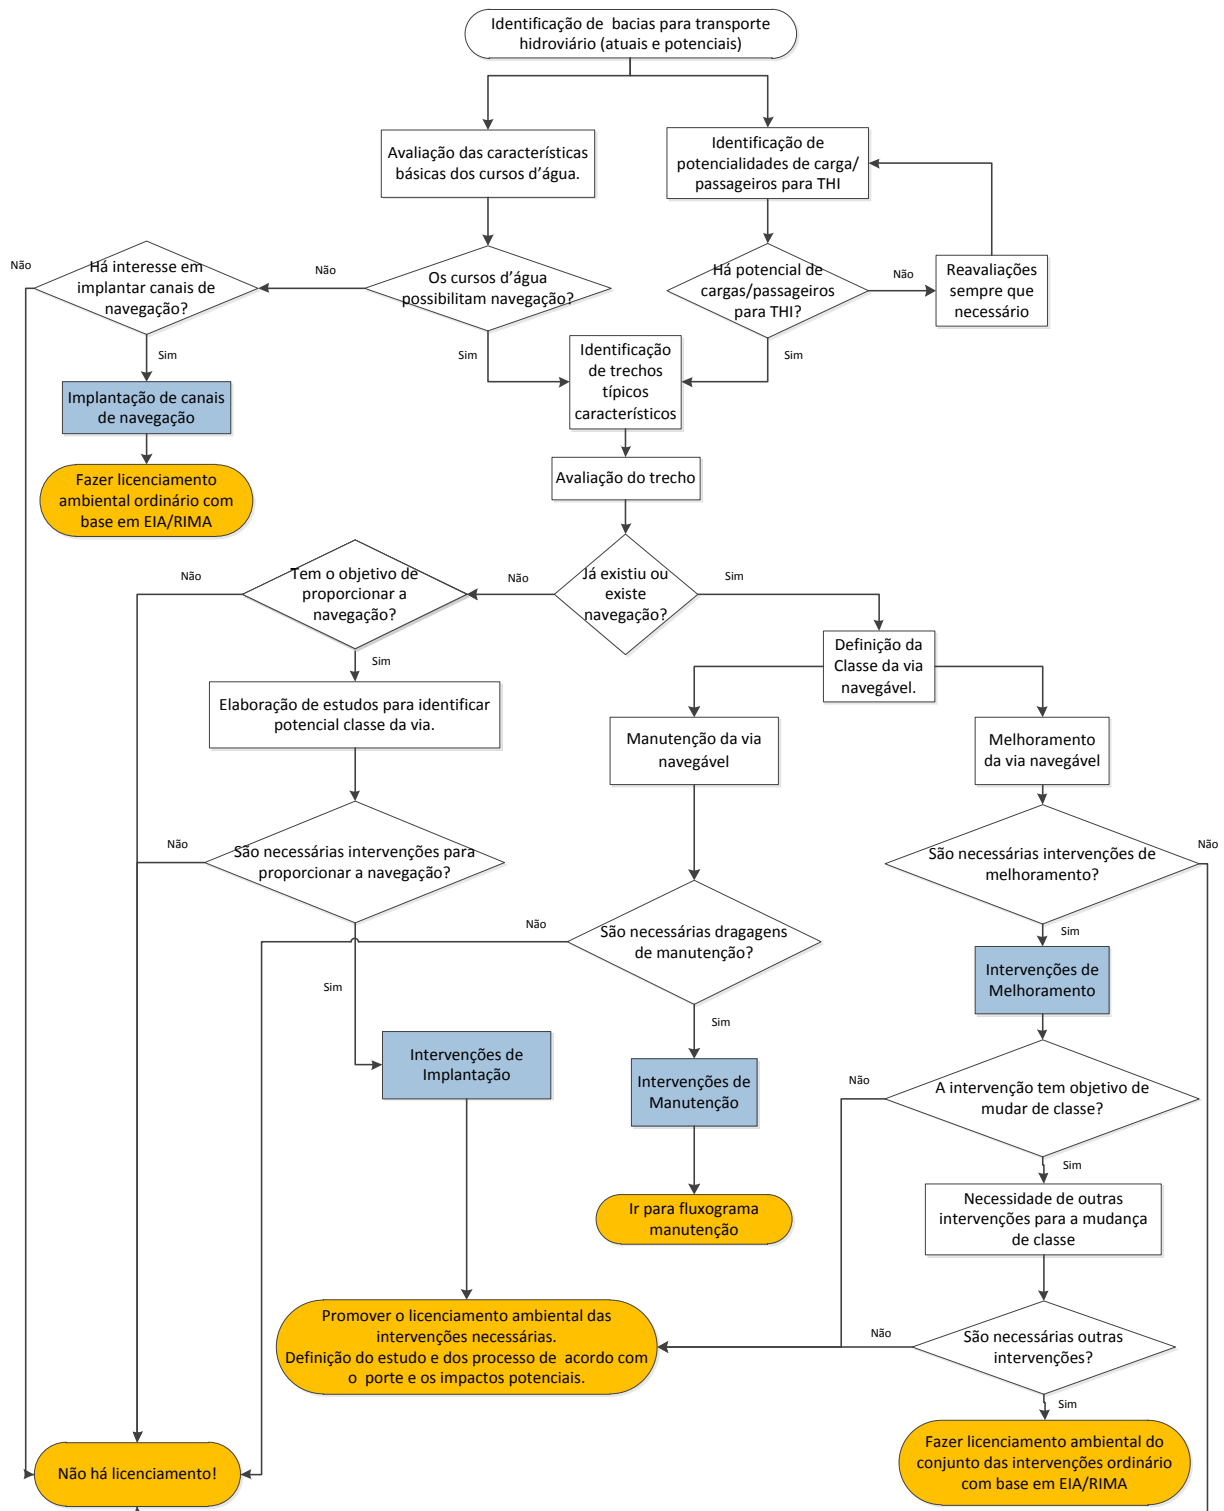 Identificação de bacias para transporte
hidroviário (atuais e potenciais)
Avaliação das características
básicas dos cursos d’água.
Identificação de
potencialidades de carga/
passageiros para THI
Não
Há interesse em
implantar canais de
navegação?
Não
Os cursos d’água
possibilitam navegação?
Há potencial de
cargas/passageiros
para THI?
Não
Reavaliações
sempre que
necessário
Sim
Sim
Identificação
de trechos
típicos
característicos
Sim
Implantação de canais
de navegação
Fazer licenciamento
ambiental ordinário com
base em EIA/RIMA
Avaliação do trecho
Não
Tem o objetivo de
proporcionar a
navegação?
Não
Já existiu ou
existe
navegação?
Sim
Definição da
Classe da via
navegável.
Sim
Elaboração de estudos para identificar
potencial classe da via.
Manutenção da via
navegável
Melhoramento
da via navegável
Não
São necessárias intervenções para
proporcionar a navegação?
São necessárias intervenções de
melhoramento?
Não
Não
São necessárias dragagens
de manutenção?
Sim
Intervenções de
Melhoramento
Sim
Sim
Intervenções de
Implantação
Intervenções de
Manutenção
Não
A intervenção tem objetivo de
mudar de classe?
Sim
Ir para fluxograma
manutenção
Necessidade de outras
intervenções para a mudança
de classe
Promover o licenciamento ambiental das
intervenções necessárias.
Definição do estudo e dos processo de acordo com
o porte e os impactos potenciais.
Não
São necessárias outras
intervenções?
Sim
Não há licenciamento!
Fazer licenciamento ambiental do
conjunto das intervenções ordinário
com base em EIA/RIMA